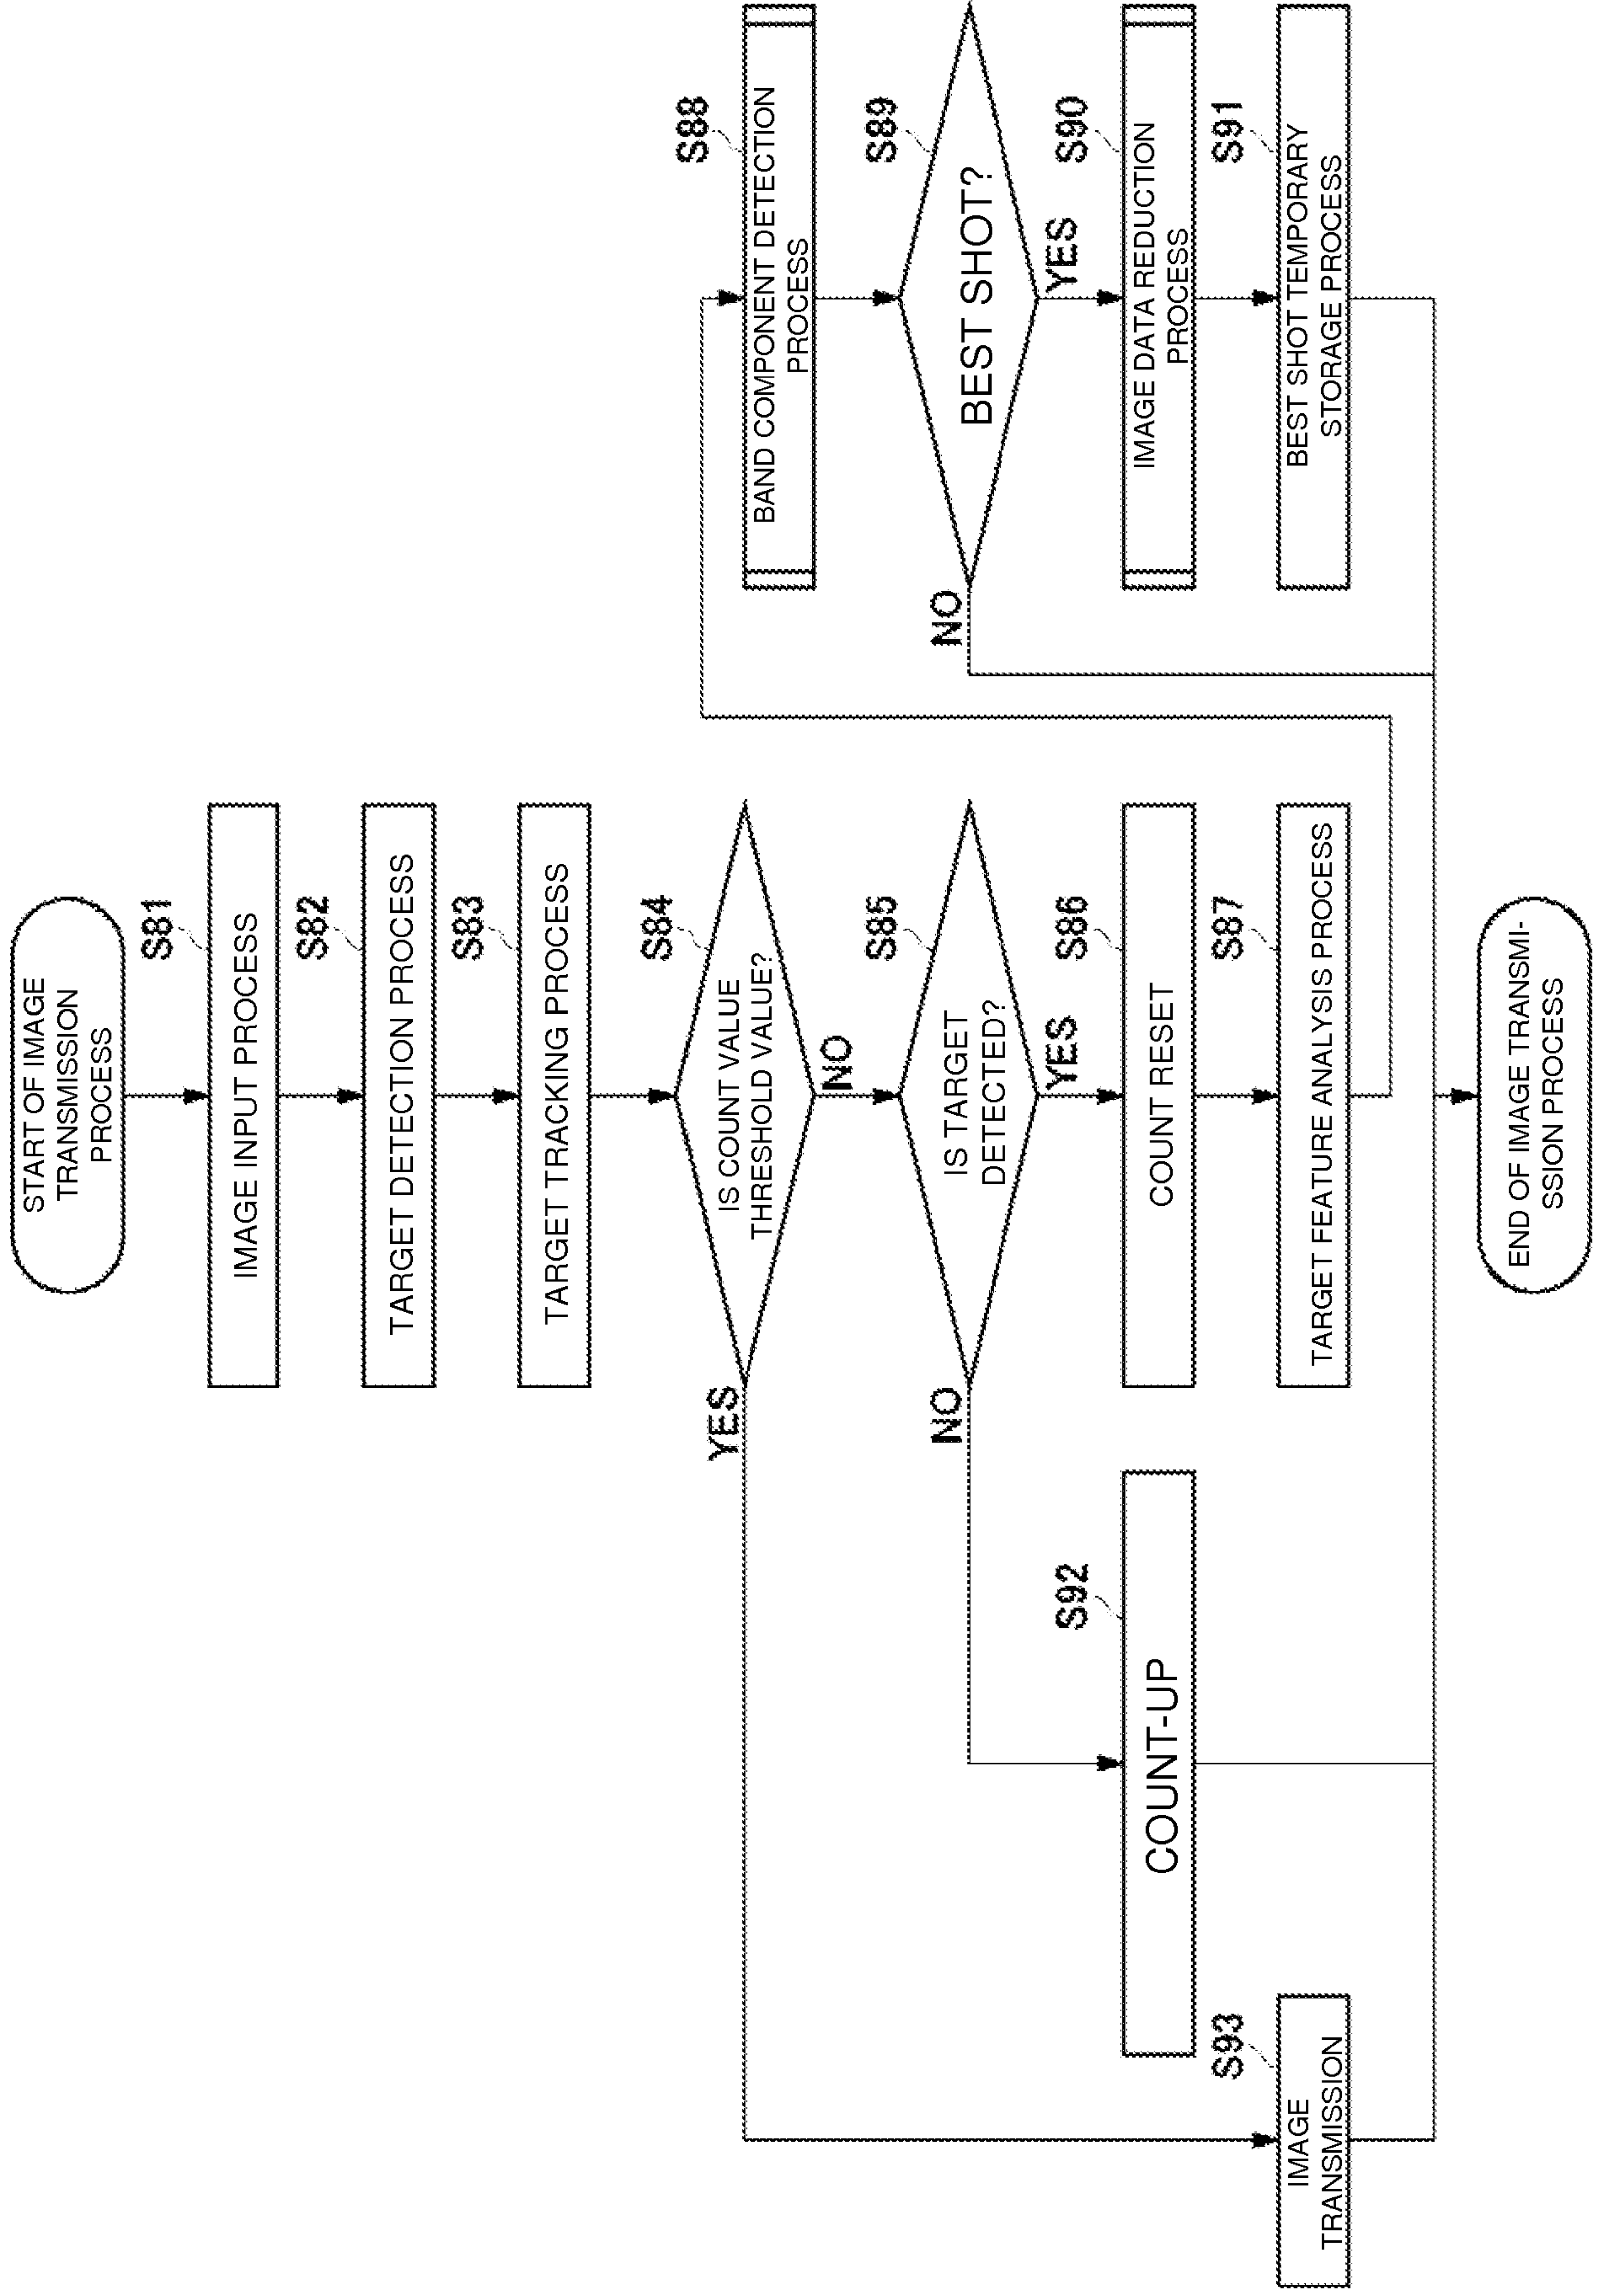 START OF IMAGE
TRANSMISSION
PROCESS
S81
IMAGE INPUT PROCESS
S82
TARGET DETECTION PROCESS
S83
TARGET TRACKING PROCESS
S84
IS COUNT VALUE
THRESHOLD VALUE?
YES
NO
S85
IS TARGET
DETECTED?
NO
YES
S86
COUNT RESET
S87
TARGET FEATURE ANALYSIS PROCESS
S88
BAND COMPONENT DETECTION
PROCESS
S89
BEST SHOT?
NO
YES
S90
IMAGE DATA REDUCTION
PROCESS
S91
BEST SHOT TEMPORARY
STORAGE PROCESS
S92
COUNT-UP
S93
IMAGE
TRANSMISSION
END OF IMAGE TRANSMI-
SSION PROCESS